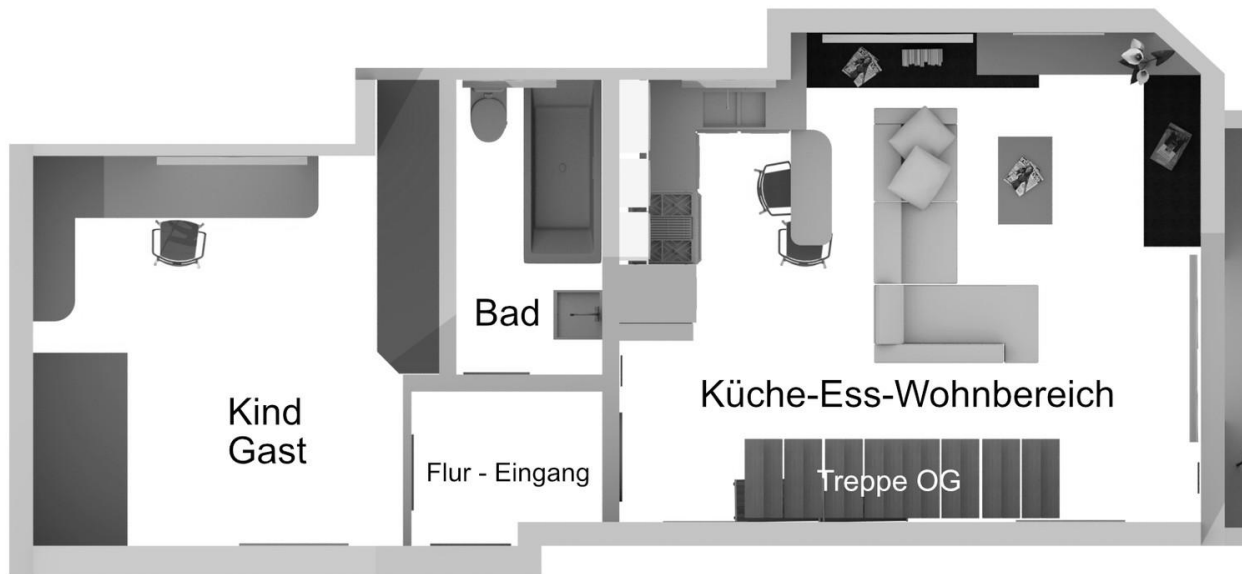 Bad
Küche-Ess-Wohnbereich
Kind
Gast
Flur - Eingang
Treppe OG